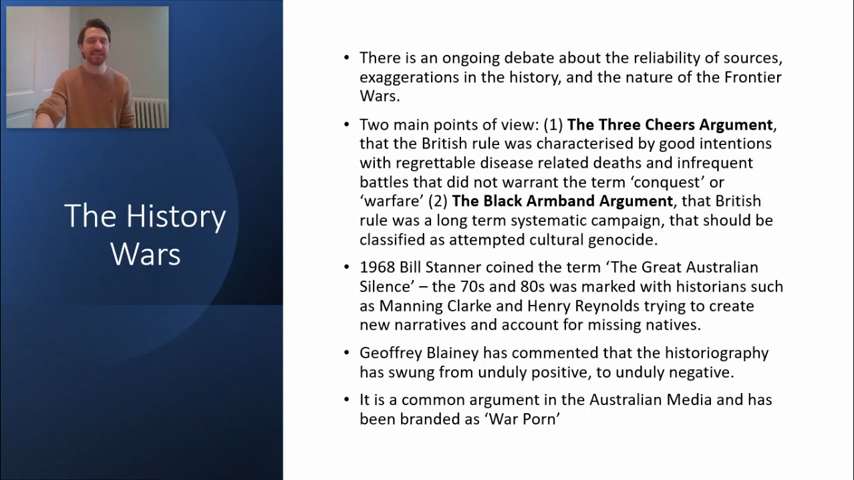 The History
Wars
• There is an ongoing debate about the reliability of sources,
exaggerations in the history, and the nature of the Frontier
Wars.
• Two main points of view: (1) The Three Cheers Argument,
that the British rule was characterised by good intentions
with regrettable disease related deaths and infrequent
battles that did not warrant the term ‘conquest’ or
‘warfare’ (2) The Black Armband Argument, that British
rule was a long term systematic campaign, that should be
classified as attempted cultural genocide.
• 1968 Bill Stanner coined the term ‘The Great Australian
Silence’ – the 70s and 80s was marked with historians such
as Manning Clarke and Henry Reynolds trying to create
new narratives and account for missing natives.
• Geoffrey Blainey has commented that the historiography
has swung from unduly positive, to unduly negative.
• It is a common argument in the Australian Media and has
been branded as ‘War Porn’